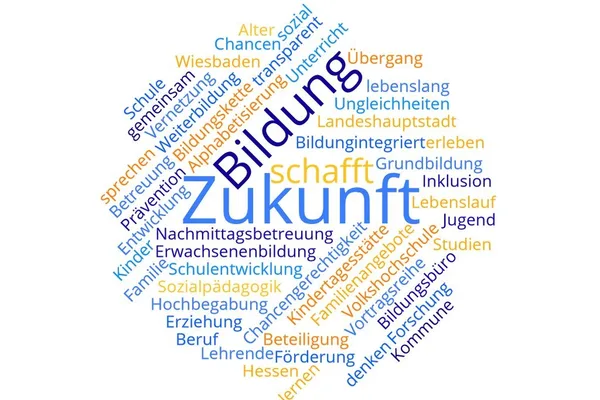 Alter
sozial
Chancen
transparent
Unterricht
Wiesbaden
Übergang
Schule
gemeinsam
Vernetzung
Weiterbildung
Bildungskette
Alphabetisierung
Bildung
lebenslang
Ungleichheiten
Landeshauptstadt
sprechen
Betreuung
Prävention
Bildungintegriert
erleben
schafft
Grundbildung
Zukunft
Inklusion
Lebenslauf
Entwicklung
Kinder
Familie
Nachmittagsbetreuung
Jugend
Erwachsenenbildung
Studien
Schulentwicklung
Sozialpädagogik
Chancengerechtigkeit
Kindertagesstätte
Familienangebote
Volkshochschule
Vortragsreihe
Bildungsbüro
Hochbegabung
Erziehung
Beruf
Beteiligung
Lehrende
Förderung
denken
Forschung
Kommune
Hessen
lernen